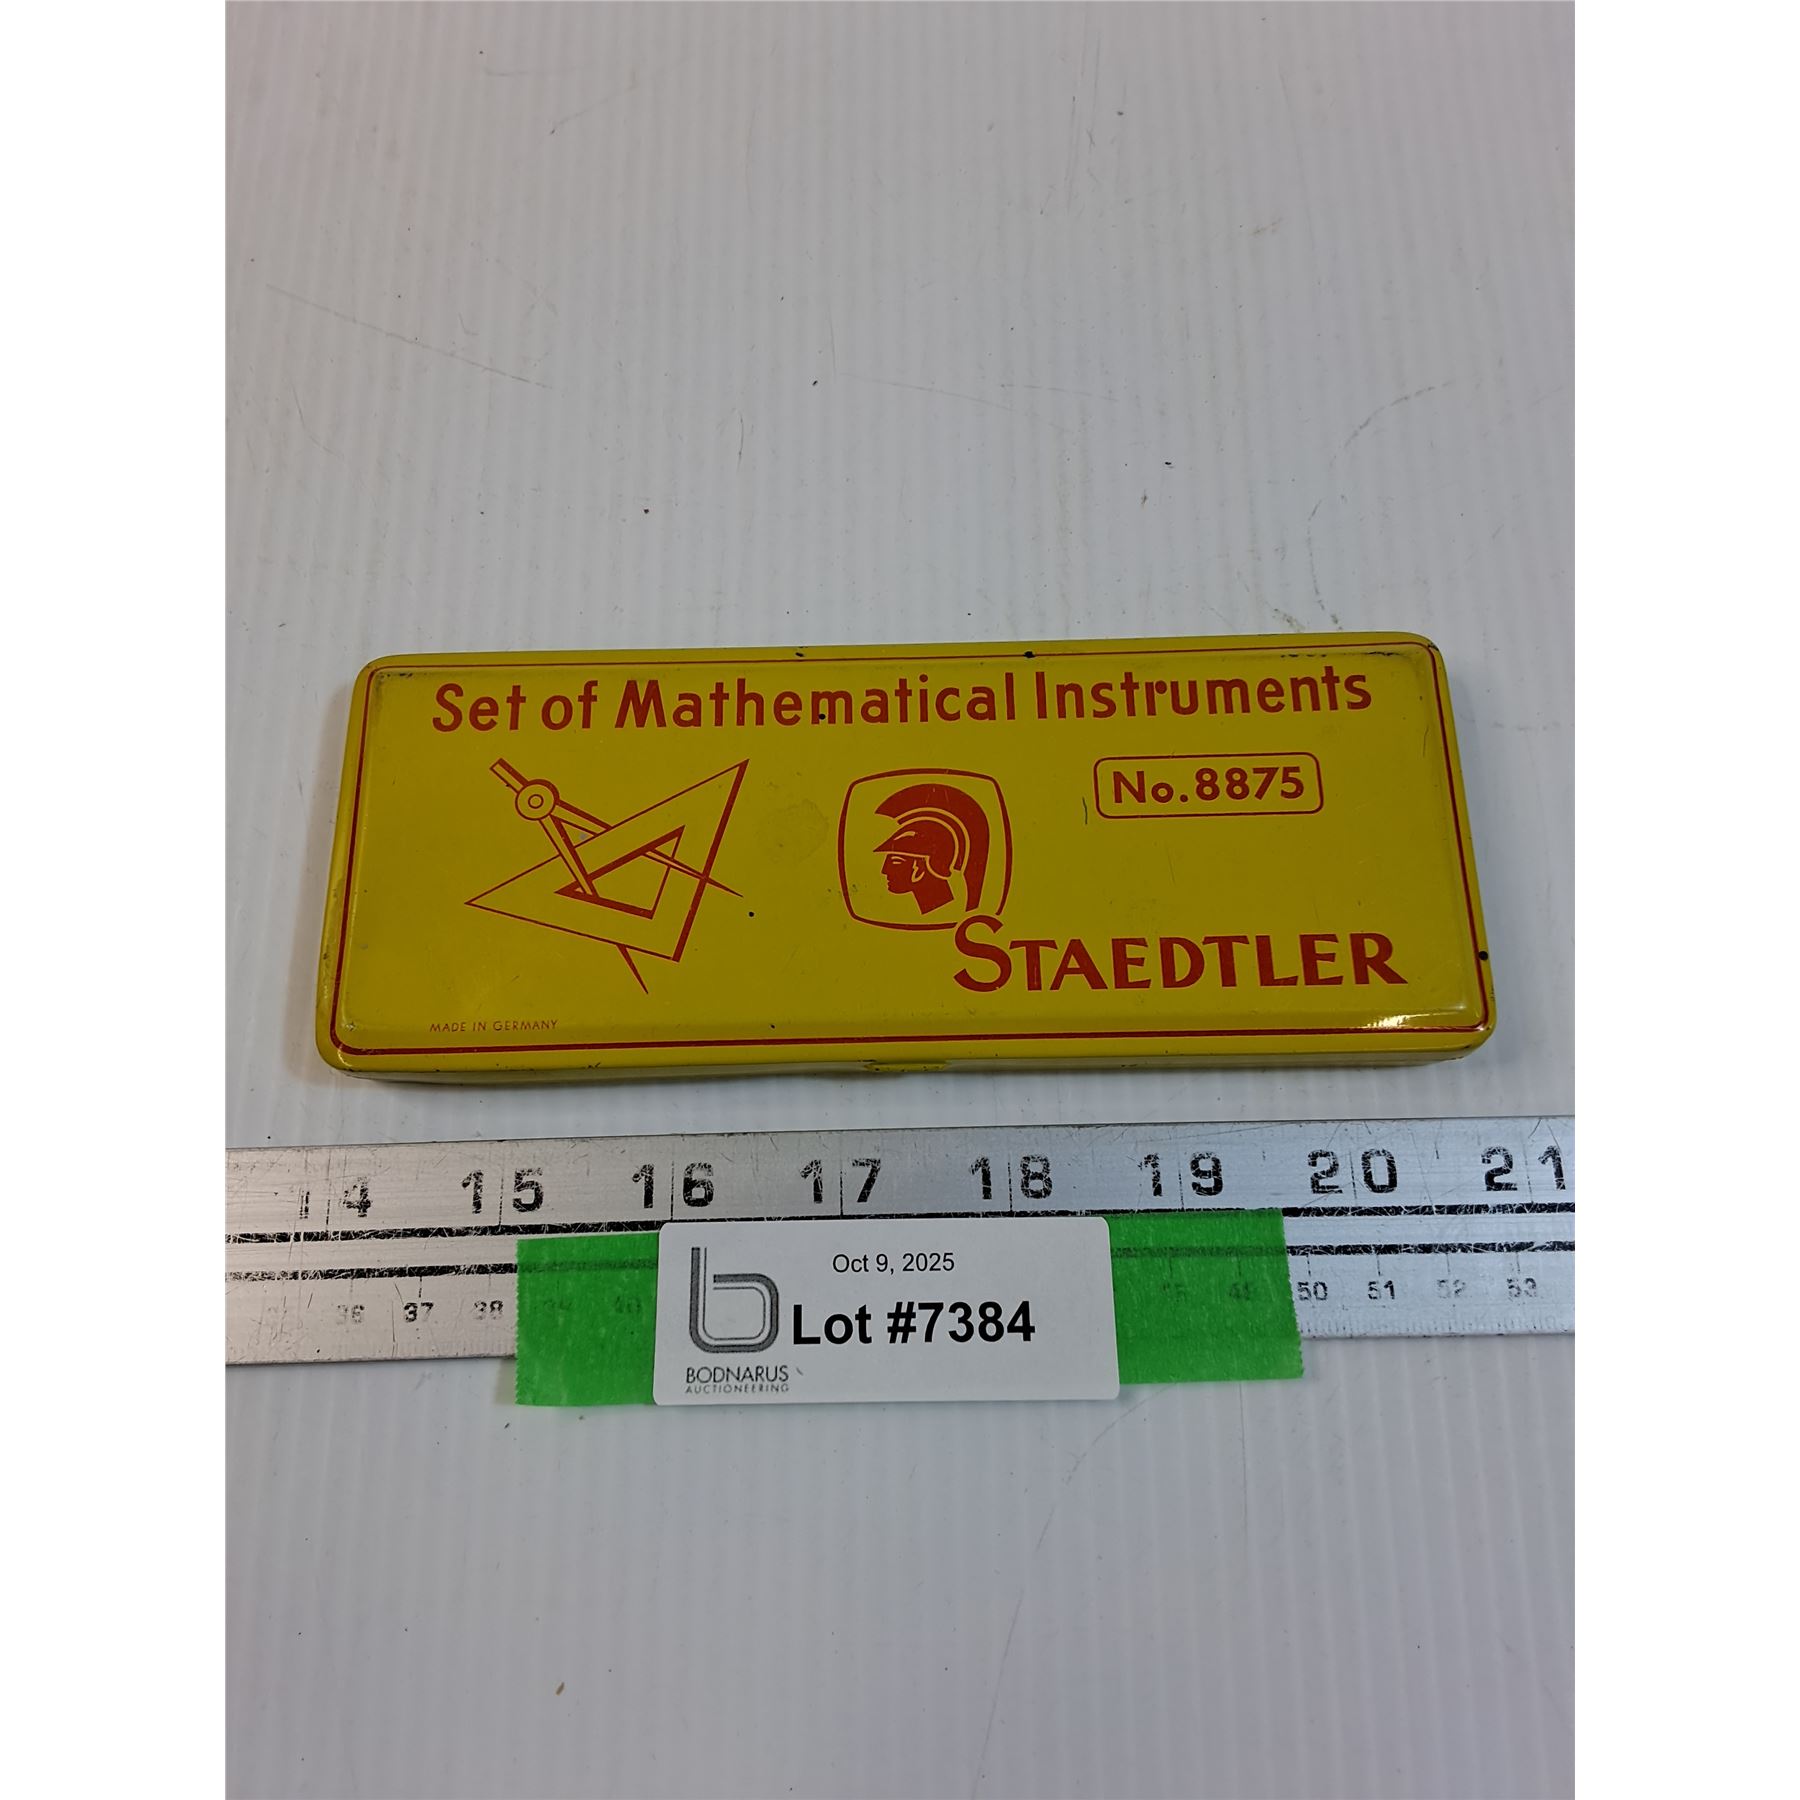 Set of Mathematical Instruments
No.8875
STAEDTLER
MADE IN GERMANY
14 15 16 17 18 19 20 21
Oct 9, 2025
Lot #7384
BODNARUS
AUCTIONEERING
36 37 38 50 51 52 53